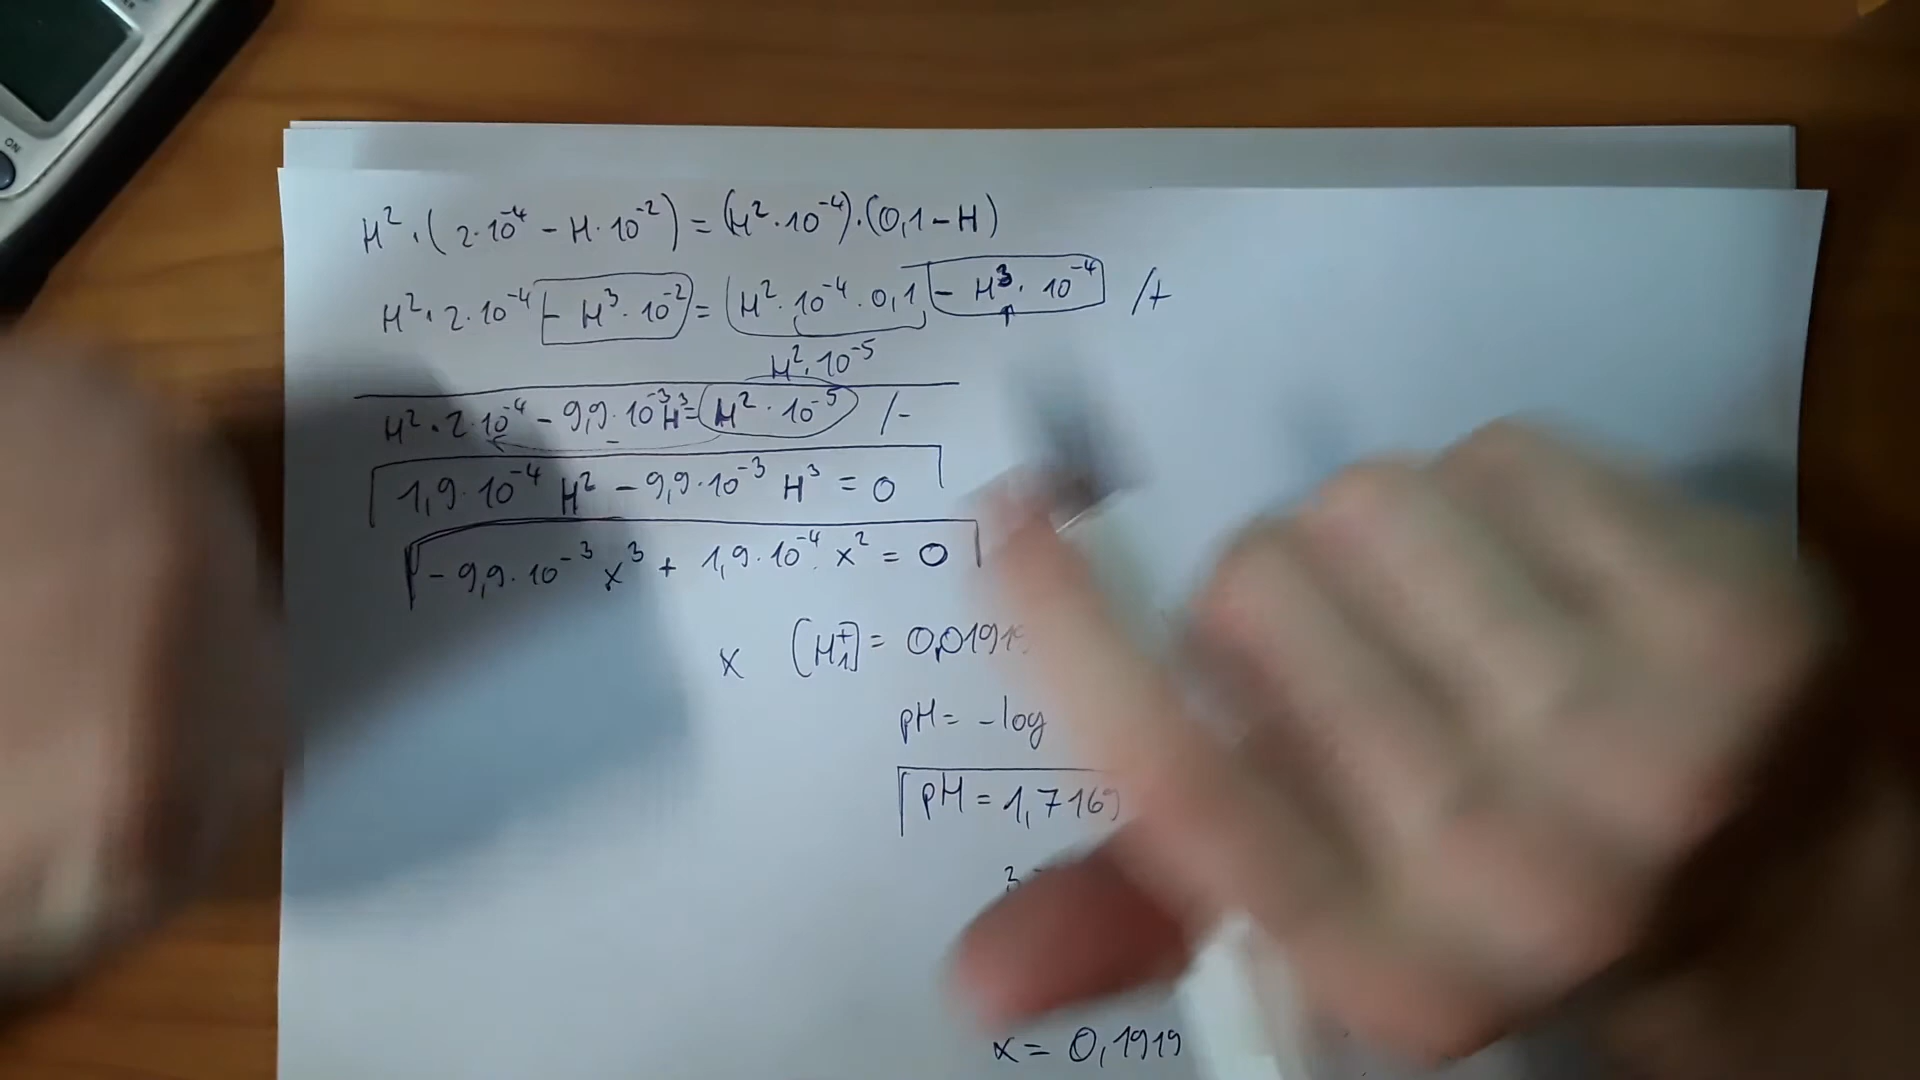 ON
H²·(2·10⁻⁴ - H·10⁻²) = (H²·10⁻⁴)·(0,1-H)
H²·2·10⁻⁴ - H³·10⁻² = H²·10⁻⁴·0,1 - H³·10⁻⁴ /+
H²·10⁻⁵
H²·2·10⁻⁴ - 9,9·10⁻³H³ = H²·10⁻⁵ /-
1,9·10⁻⁴ H² - 9,9·10⁻³ H³ = 0
-9,9·10⁻³ x³ + 1,9·10⁻⁴ x² = 0
x [H₁⁺] = 0,0191
pH = -log
pH = 1,7169
x = 0,1919